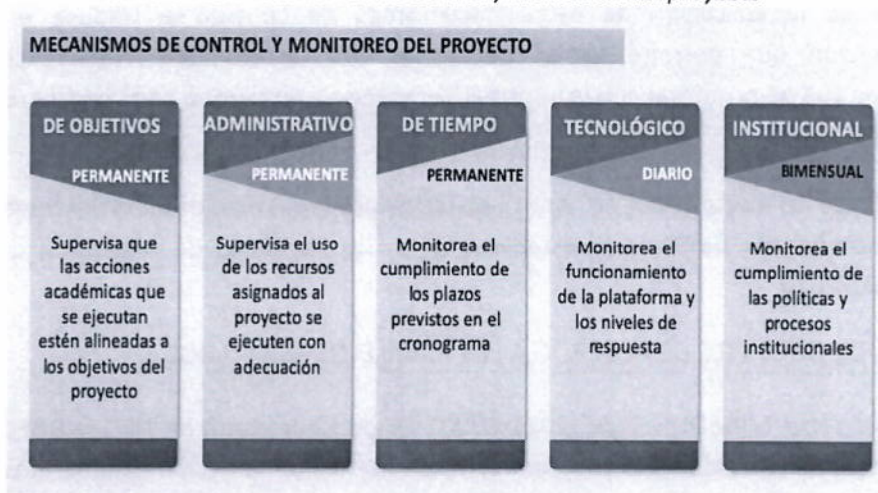 MECANISMOS DE CONTROL Y MONITOREO DEL PROYECTO
DE OBJETIVOS
PERMANENTE
Supervisa que
las acciones
académicas que
se ejecutan
estén alineadas a
los objetivos del
proyecto
ADMINISTRATIVO
PERMANENTE
Supervisa el uso
de los recursos
asignados al
proyecto se
ejecuten con
adecuación
DE TIEMPO
PERMANENTE
Monitorea el
cumplimiento de
los plazos
previstos en el
cronograma
TECNOLÓGICO
DIARIO
Monitorea el
funcionamiento
de la plataforma y
los niveles de
respuesta
INSTITUCIONAL
BIMENSUAL
Monitorea el
cumplimiento de
las políticas y
procesos
institucionales